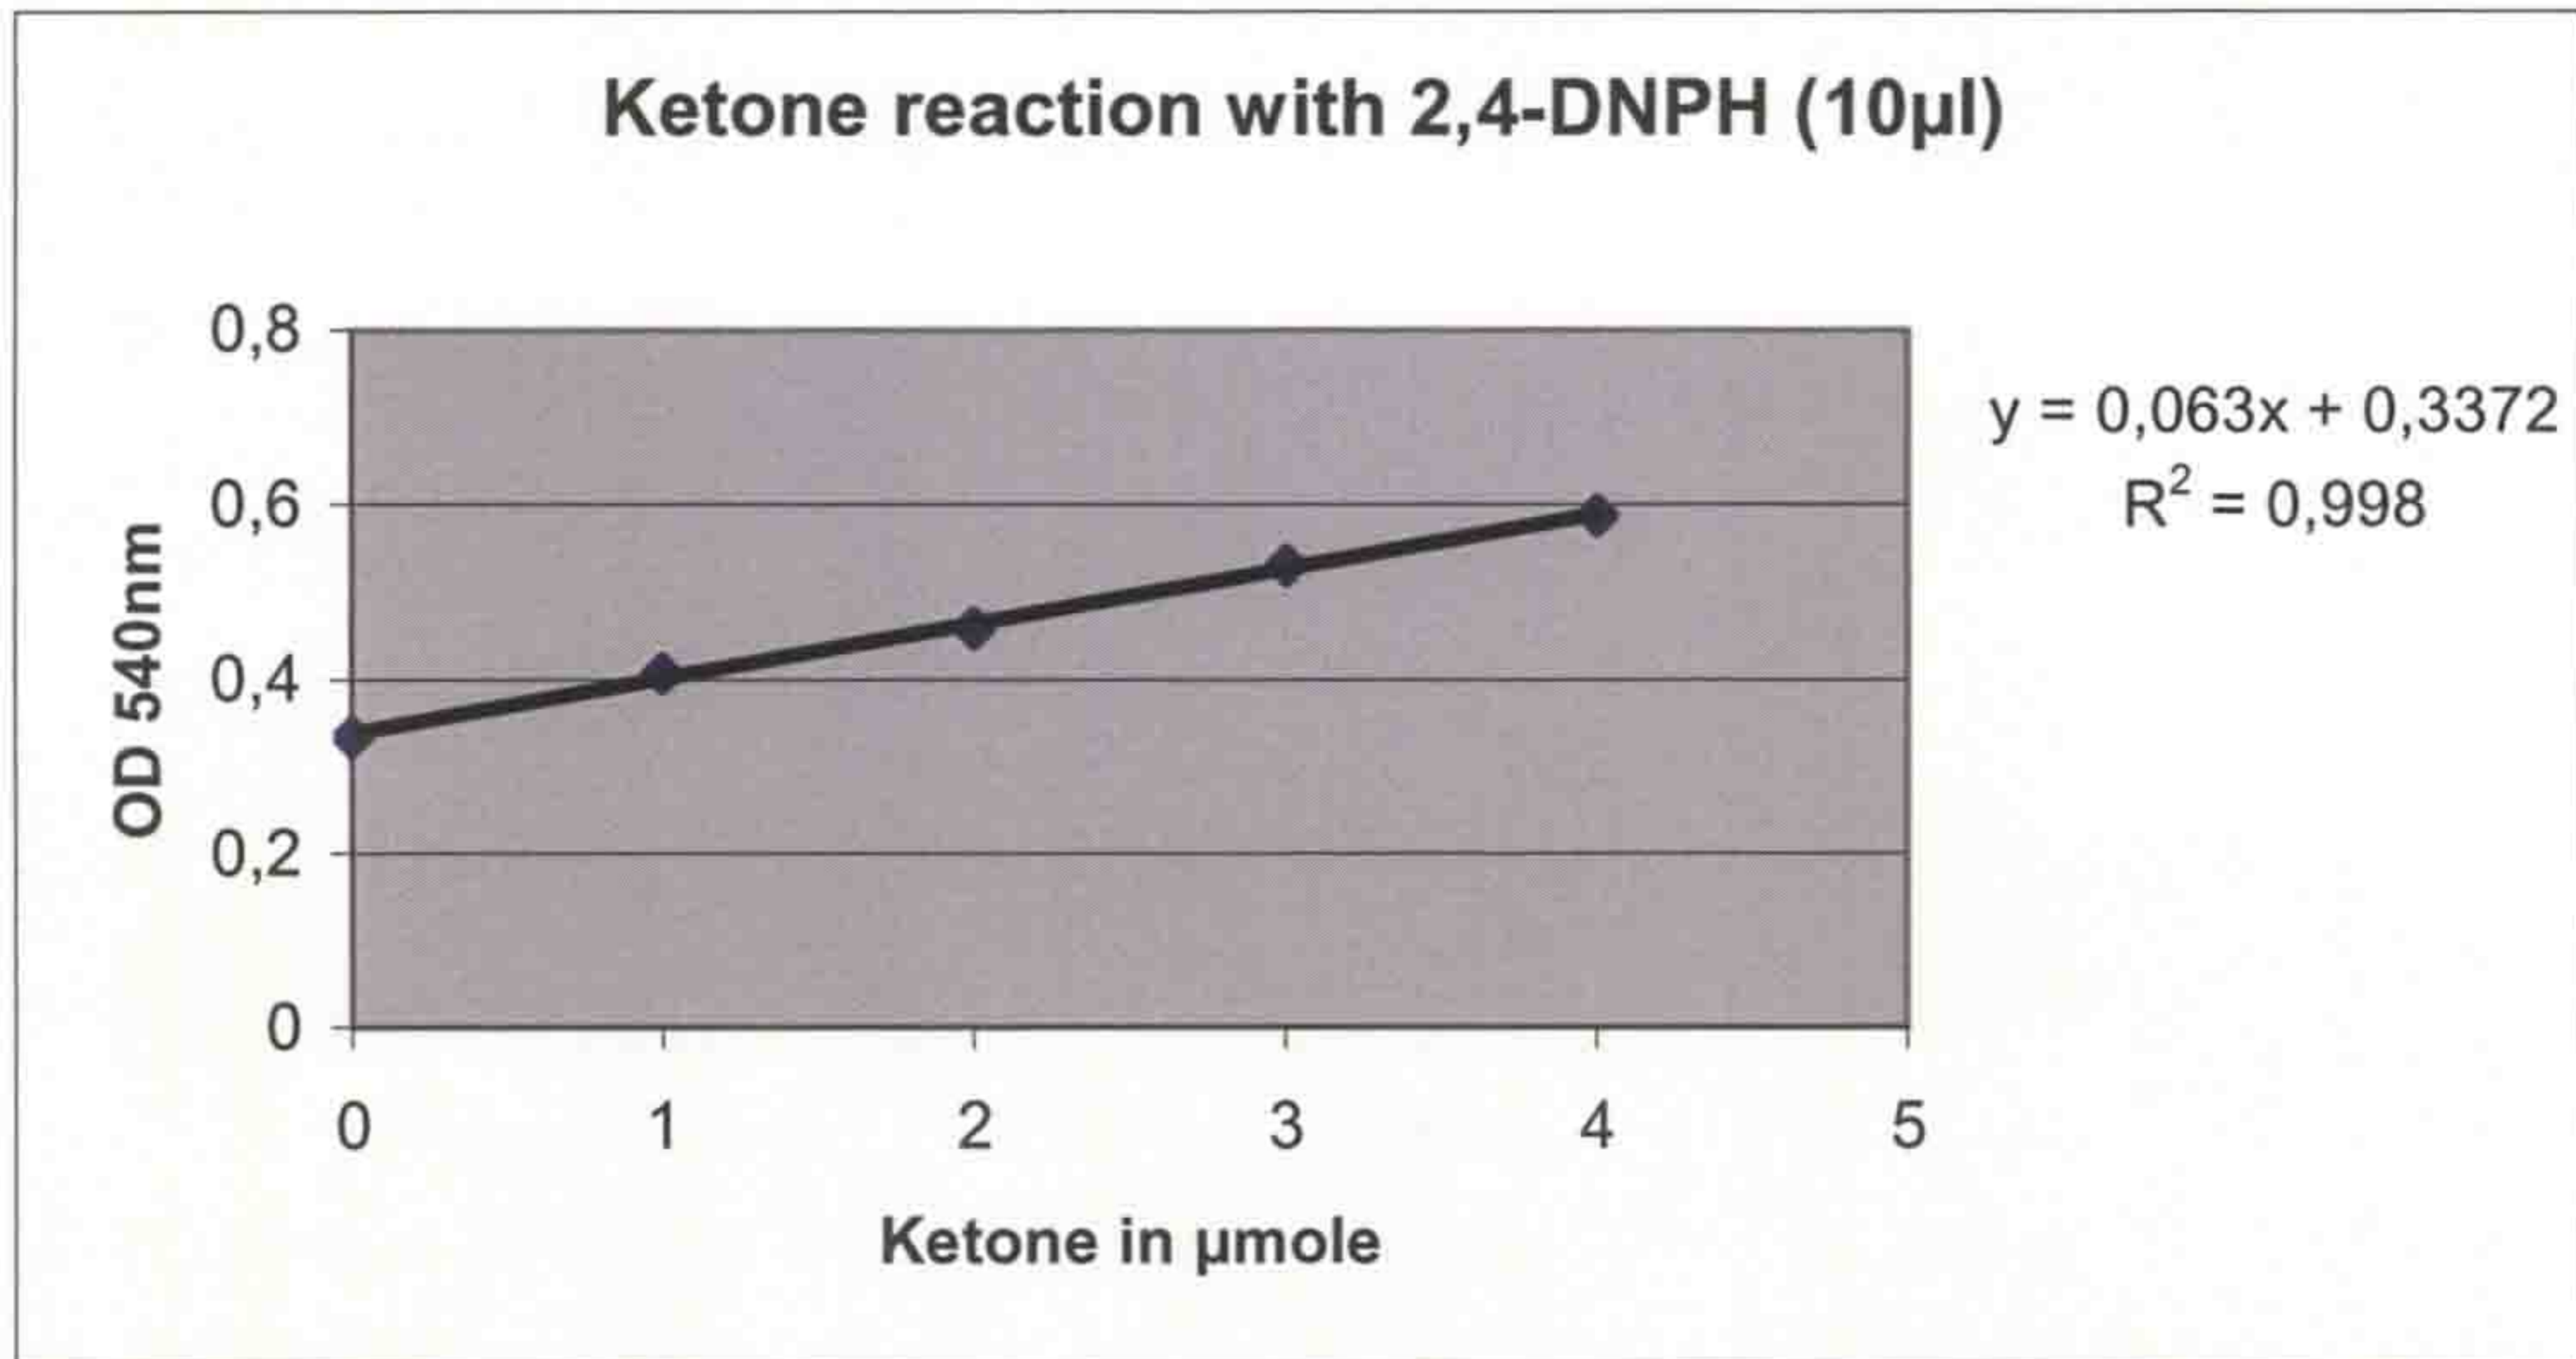 Ketone reaction with 2,4-DNPH (10µl)
0,8
0,6
0,4
0,2
0
OD 540nm
0 1 2 3 4 5
Ketone in µmole
y = 0,063x + 0,3372
R² = 0,998